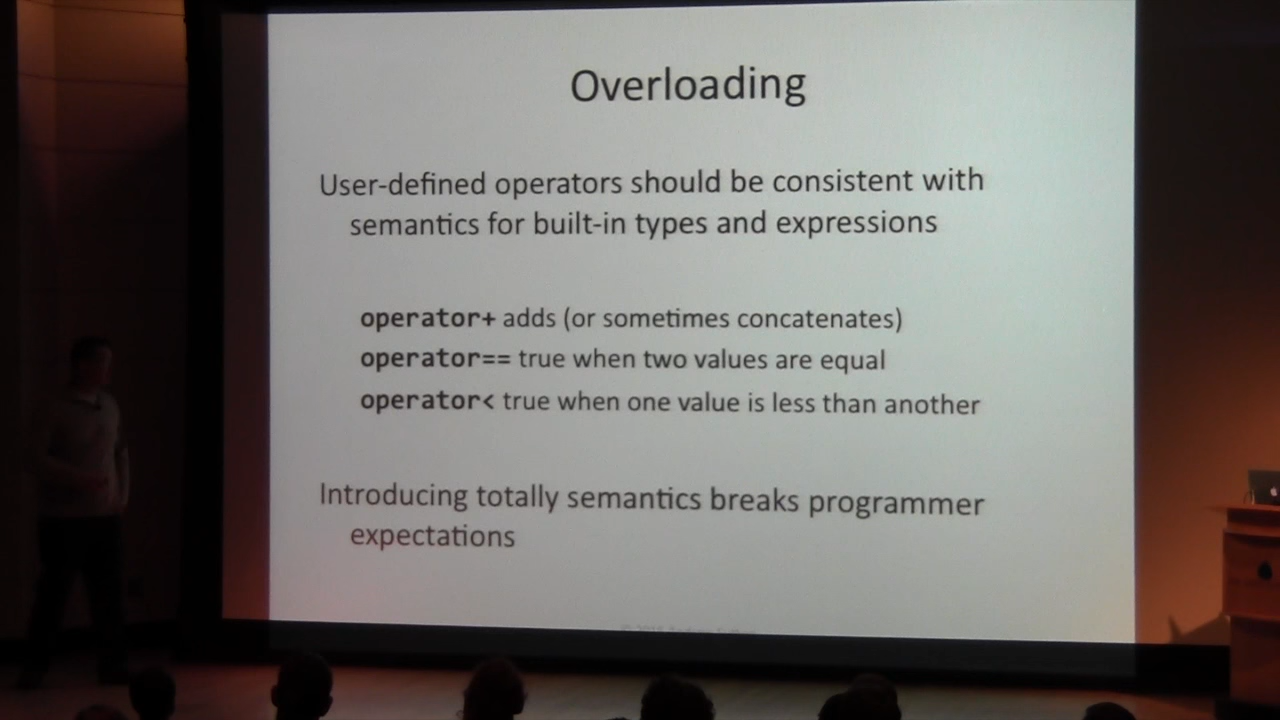 Overloading
User-defined operators should be consistent with
semantics for built-in types and expressions
operator+ adds (or sometimes concatenates)
operator== true when two values are equal
operator< true when one value is less than another
Introducing totally semantics breaks programmer
expectations